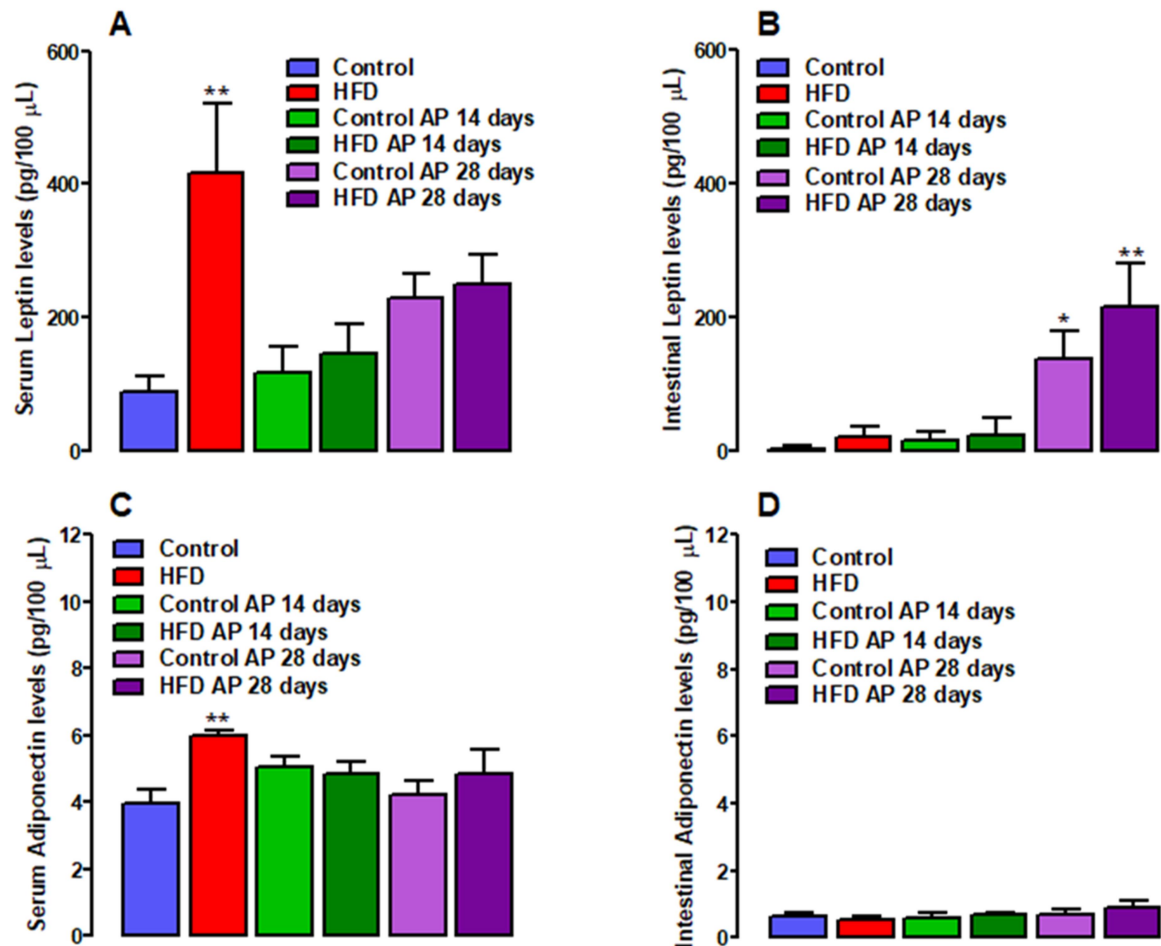 A
Serum Leptin levels (pg/100 μL)
600
400
200
0
**
Control
HFD
Control AP 14 days
HFD AP 14 days
Control AP 28 days
HFD AP 28 days
B
Intestinal Leptin levels (pg/100 μL)
600
400
200
0
Control
HFD
Control AP 14 days
HFD AP 14 days
Control AP 28 days
HFD AP 28 days
*
**
C
Serum Adiponectin levels (pg/100 μL)
12
10
8
6
4
2
0
Control
HFD
Control AP 14 days
HFD AP 14 days
Control AP 28 days
HFD AP 28 days
**
D
Intestinal Adiponectin levels (pg/100 μL)
12
10
8
6
4
2
0
Control
HFD
Control AP 14 days
HFD AP 14 days
Control AP 28 days
HFD AP 28 days